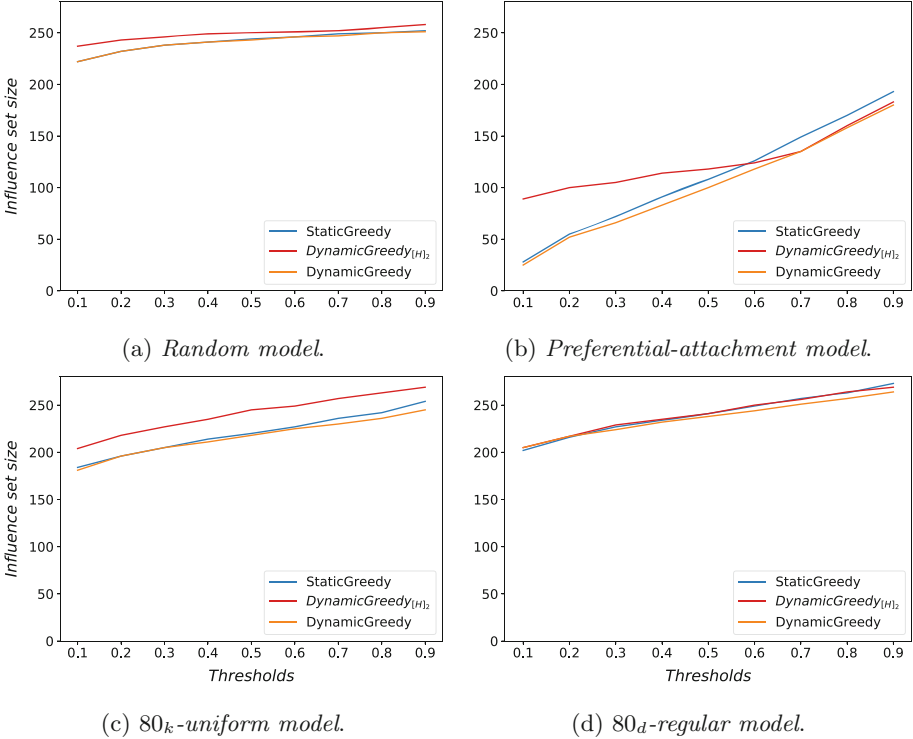 Influence set size
250
200
150
100
50
0
0.1 0.2 0.3 0.4 0.5 0.6 0.7 0.8 0.9
StaticGreedy
DynamicGreedy[H]₂
DynamicGreedy
(a) Random model.
250
200
150
100
50
0
0.1 0.2 0.3 0.4 0.5 0.6 0.7 0.8 0.9
StaticGreedy
DynamicGreedy[H]₂
DynamicGreedy
(b) Preferential-attachment model.
Influence set size
250
200
150
100
50
0
0.1 0.2 0.3 0.4 0.5 0.6 0.7 0.8 0.9
Thresholds
StaticGreedy
DynamicGreedy[H]₂
DynamicGreedy
(c) 80ₖ-uniform model.
250
200
150
100
50
0
0.1 0.2 0.3 0.4 0.5 0.6 0.7 0.8 0.9
Thresholds
StaticGreedy
DynamicGreedy[H]₂
DynamicGreedy
(d) 80d-regular model.